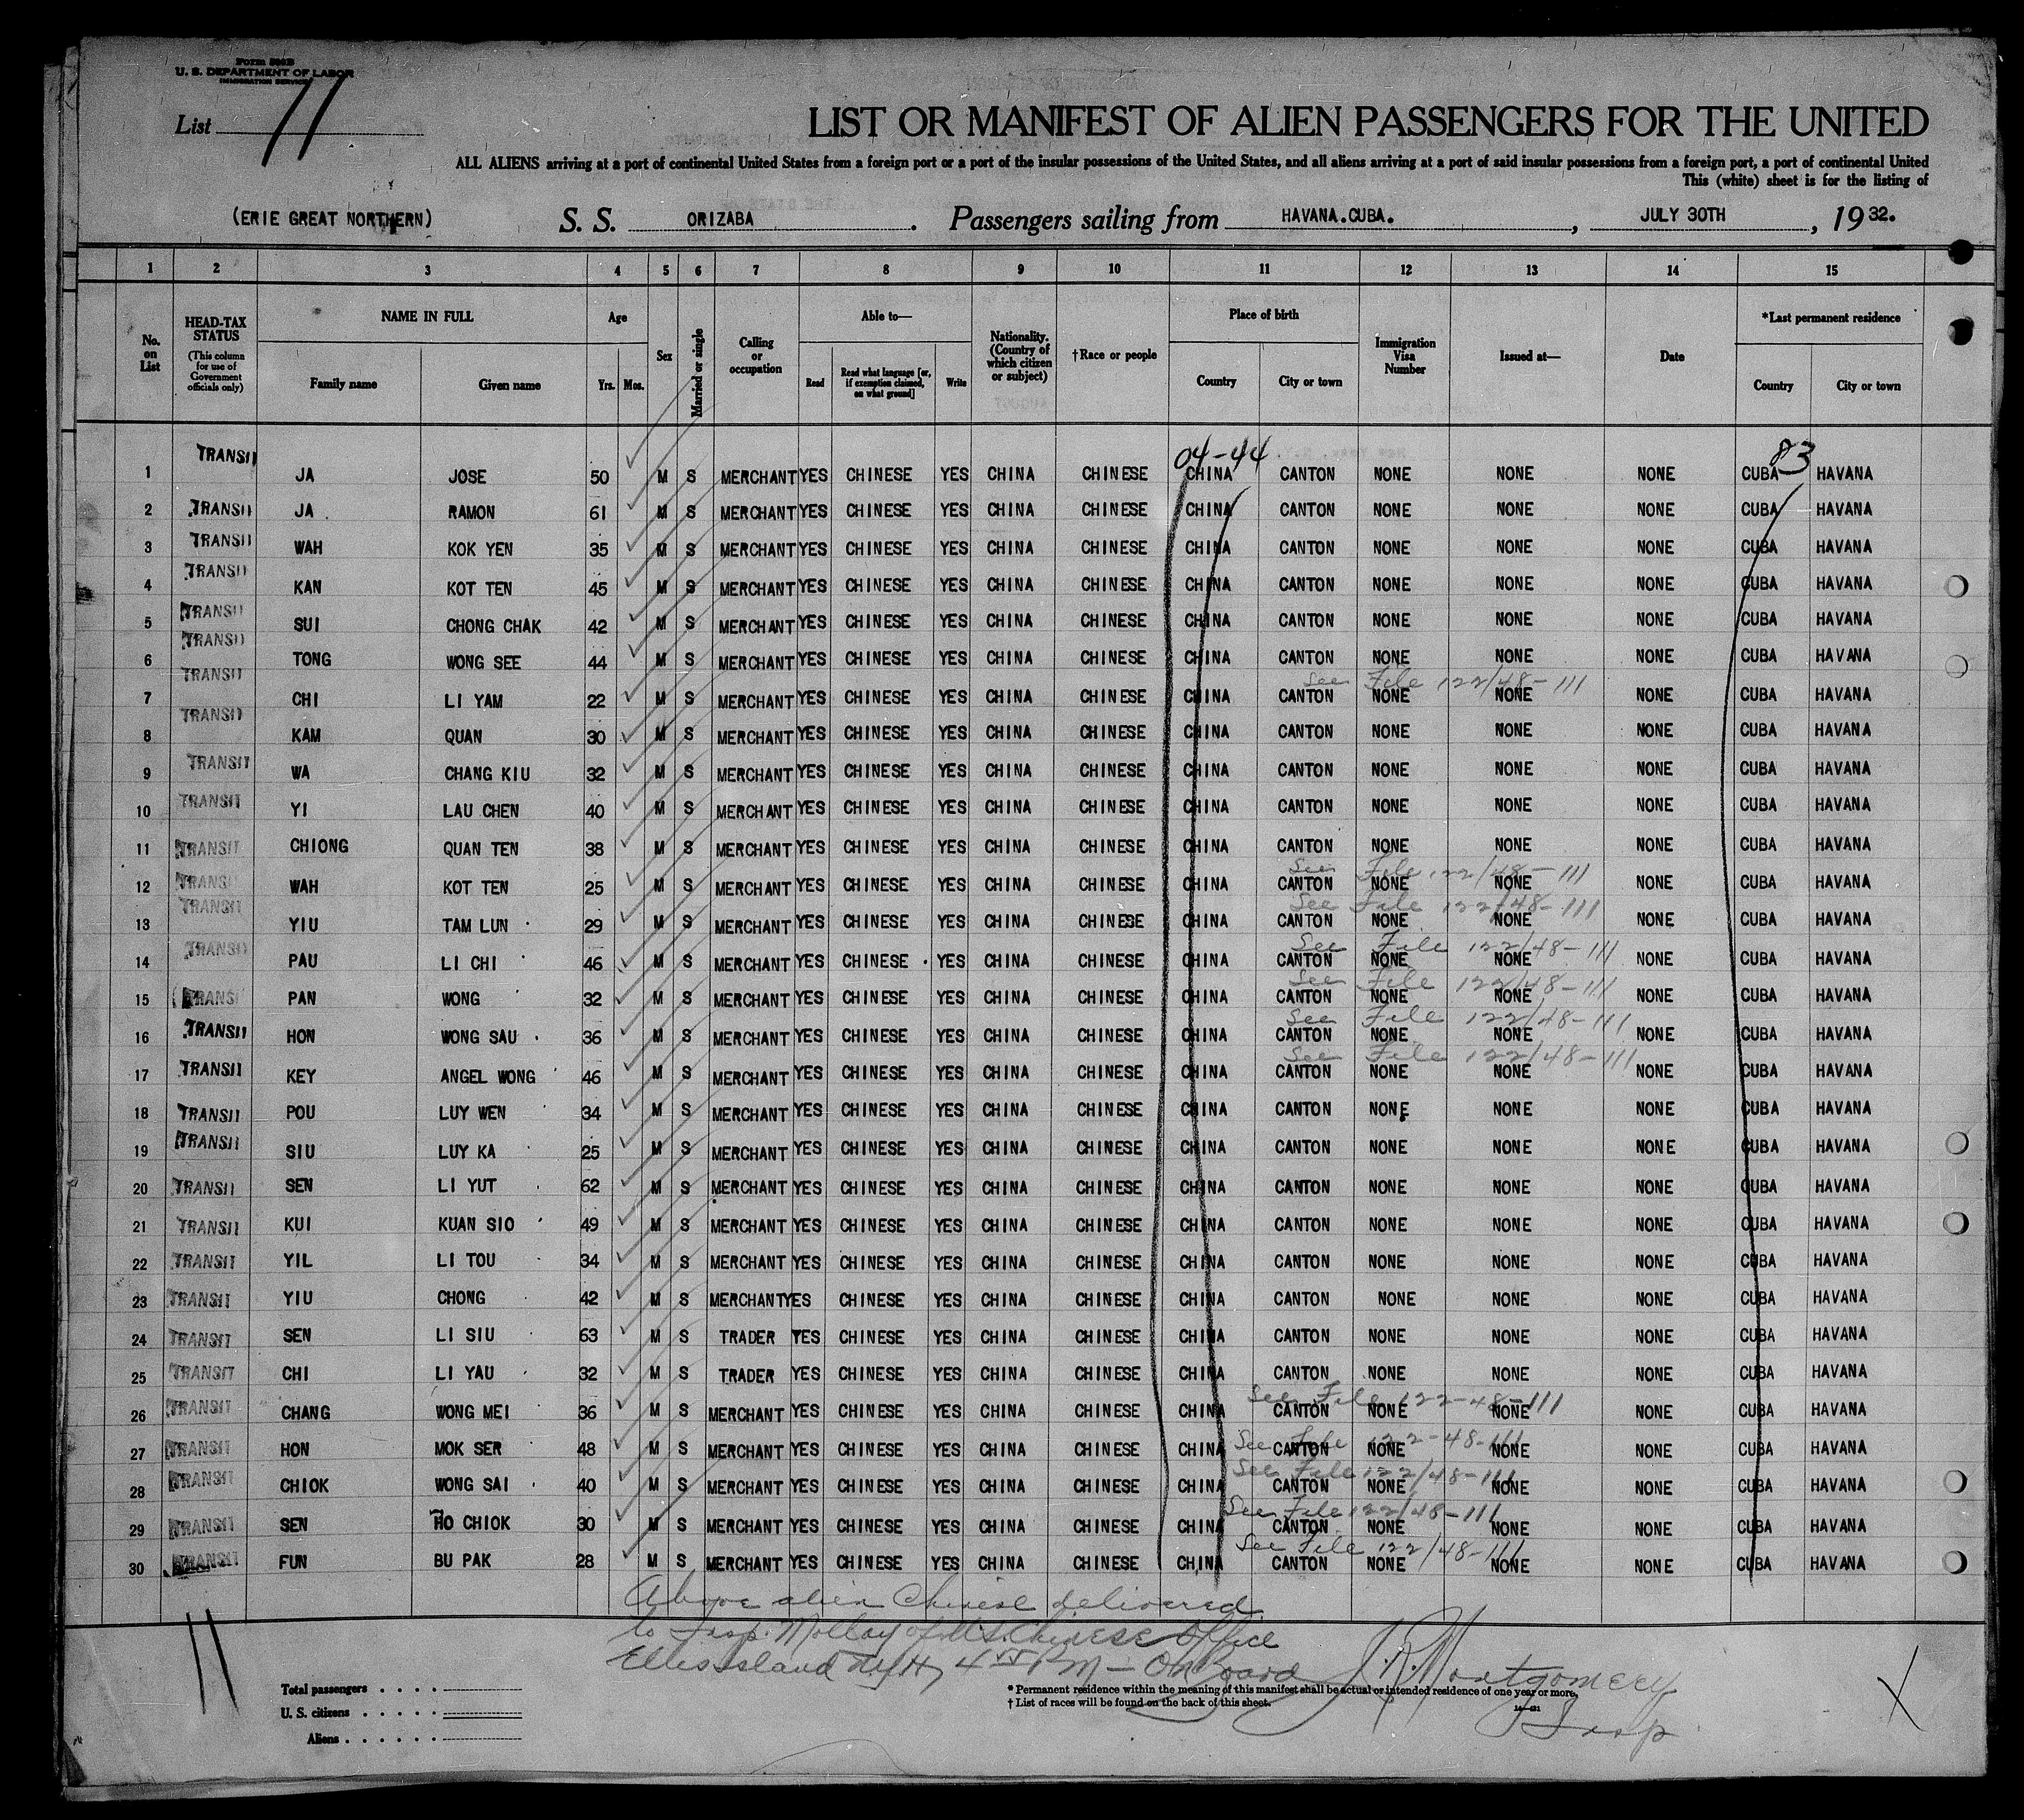 Form 500B
U. S. DEPARTMENT OF LABOR
IMMIGRATION SERVICE
List 11
LIST OR MANIFEST OF ALIEN PASSENGERS FOR THE UNITED
ALL ALIENS arriving at a port of continental United States from a foreign port or a port of the insular possessions of the United States, and all aliens arriving at a port of said insular possessions from a foreign port, a port of continental United
This (white) sheet is for the listing of
(ERIE GREAT NORTHERN) S. S. ORIZABA. Passengers sailing from HAVANA.CUBA. , JULY 30TH , 19 32.
1 2 3 4 5 6 7 8 9 10 11 12 13 14 15
No. on List HEAD-TAX STATUS (This column for use of Government officials only) NAME IN FULL Family name Given name Age Yrs. Mos. Sex Married or single Calling or occupation Able to— Read Read what language [or, if exemption claimed, on what ground] Write Nationality. (Country of which citizen or subject) †Race or people Place of birth Country City or town Immigration Visa Number Issued at— Date *Last permanent residence Country City or town
04-44 83
1 TRANSIT JA JOSE 50 M S MERCHANT YES CHINESE YES CHINA CHINESE CHINA CANTON NONE NONE NONE CUBA HAVANA
2 TRANSIT JA RAMON 61 M S MERCHANT YES CHINESE YES CHINA CHINESE CHINA CANTON NONE NONE NONE CUBA HAVANA
3 TRANSIT WAH KOK YEN 35 M S MERCHANT YES CHINESE YES CHINA CHINESE CHINA CANTON NONE NONE NONE CUBA HAVANA
4 TRANSIT KAN KOT TEN 45 M S MERCHANT YES CHINESE YES CHINA CHINESE CHINA CANTON NONE NONE NONE CUBA HAVANA
5 TRANSIT SUI CHONG CHAK 42 M S MERCHANT YES CHINESE YES CHINA CHINESE CHINA CANTON NONE NONE NONE CUBA HAVANA
6 TRANSIT TONG WONG SEE 44 M S MERCHANT YES CHINESE YES CHINA CHINESE CHINA CANTON NONE NONE NONE CUBA HAVANA
See File 122/48-111
7 TRANSIT CHI LI YAM 22 M S MERCHANT YES CHINESE YES CHINA CHINESE CHINA CANTON NONE NONE NONE CUBA HAVANA
8 TRANSIT KAM QUAN 30 M S MERCHANT YES CHINESE YES CHINA CHINESE CHINA CANTON NONE NONE NONE CUBA HAVANA
9 TRANSIT WA CHANG KIU 32 M S MERCHANT YES CHINESE YES CHINA CHINESE CHINA CANTON NONE NONE NONE CUBA HAVANA
10 TRANSIT YI LAU CHEN 40 M S MERCHANT YES CHINESE YES CHINA CHINESE CHINA CANTON NONE NONE NONE CUBA HAVANA
11 TRANSIT CHIONG QUAN TEN 38 M S MERCHANT YES CHINESE YES CHINA CHINESE CHINA CANTON NONE NONE NONE CUBA HAVANA
See File 122/48-111
12 TRANSIT WAH KOT TEN 25 M S MERCHANT YES CHINESE YES CHINA CHINESE CHINA CANTON NONE NONE NONE CUBA HAVANA
See File 122/48-111
13 TRANSIT YIU TAM LUN 29 M S MERCHANT YES CHINESE YES CHINA CHINESE CHINA CANTON NONE NONE NONE CUBA HAVANA
See File 122/48-111
14 TRANSIT PAU LI CHI 46 M S MERCHANT YES CHINESE YES CHINA CHINESE CHINA CANTON NONE NONE NONE CUBA HAVANA
See File 122/48-111
15 TRANSIT PAN WONG 32 M S MERCHANT YES CHINESE YES CHINA CHINESE CHINA CANTON NONE NONE NONE CUBA HAVANA
See File 122/48-111
16 TRANSIT HON WONG SAU 36 M S MERCHANT YES CHINESE YES CHINA CHINESE CHINA CANTON NONE NONE NONE CUBA HAVANA
See File 122/48-111
17 TRANSIT KEY ANGEL WONG 46 M S MERCHANT YES CHINESE YES CHINA CHINESE CHINA CANTON NONE NONE NONE CUBA HAVANA
18 TRANSIT POU LUY WEN 34 M S MERCHANT YES CHINESE YES CHINA CHINESE CHINA CANTON NONE NONE NONE CUBA HAVANA
19 TRANSIT SIU LUY KA 25 M S MERCHANT YES CHINESE YES CHINA CHINESE CHINA CANTON NONE NONE NONE CUBA HAVANA
20 TRANSIT SEN LI YUT 62 M S MERCHANT YES CHINESE YES CHINA CHINESE CHINA CANTON NONE NONE NONE CUBA HAVANA
21 TRANSIT KUI KUAN SIO 49 M S MERCHANT YES CHINESE YES CHINA CHINESE CHINA CANTON NONE NONE NONE CUBA HAVANA
22 TRANSIT YIL LI TOU 34 M S MERCHANT YES CHINESE YES CHINA CHINESE CHINA CANTON NONE NONE NONE CUBA HAVANA
23 TRANSIT YIU CHONG 42 M S MERCHANT YES CHINESE YES CHINA CHINESE CHINA CANTON NONE NONE NONE CUBA HAVANA
24 TRANSIT SEN LI SIU 63 M S TRADER YES CHINESE YES CHINA CHINESE CHINA CANTON NONE NONE NONE CUBA HAVANA
25 TRANSIT CHI LI YAU 32 M S TRADER YES CHINESE YES CHINA CHINESE CHINA CANTON NONE NONE NONE CUBA HAVANA
See File 122-48-111
26 TRANSIT CHANG WONG MEI 36 M S MERCHANT YES CHINESE YES CHINA CHINESE CHINA CANTON NONE NONE NONE CUBA HAVANA
See File 122-48-111
27 TRANSIT HON MOK SER 48 M S MERCHANT YES CHINESE YES CHINA CHINESE CHINA CANTON NONE NONE NONE CUBA HAVANA
See File 122/48-111
28 TRANSIT CHIOK WONG SAI 40 M S MERCHANT YES CHINESE YES CHINA CHINESE CHINA CANTON NONE NONE NONE CUBA HAVANA
See File 122/48-111
29 TRANSIT SEN HO CHIOK 30 M S MERCHANT YES CHINESE YES CHINA CHINESE CHINA CANTON NONE NONE NONE CUBA HAVANA
See File 122/48-111
30 TRANSIT FUN BU PAK 28 M S MERCHANT YES CHINESE YES CHINA CHINESE CHINA CANTON NONE NONE NONE CUBA HAVANA
Above alien Chinese delivered
to Insp. Molloy of U.S. Chinese Office
Ellis Island NYH, 4 PM — On Board J.R. Montgomery
Insp
11
Total passengers
U. S. citizens
Aliens
* Permanent residence within the meaning of this manifest shall be actual or intended residence of one year or more.
† List of races will be found on the back of this sheet.
X